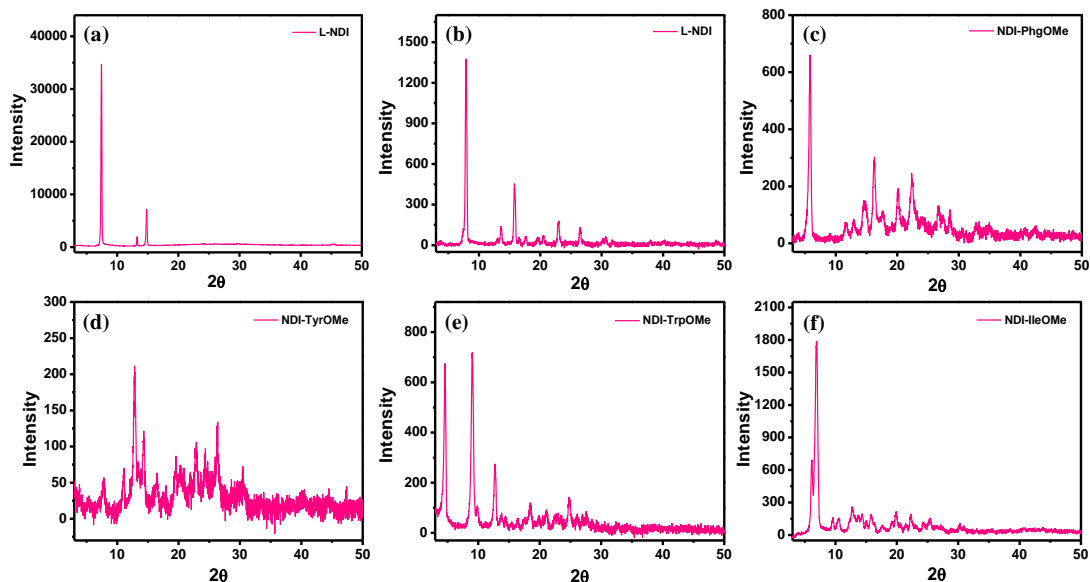 (a)
L-NDI
Intensity
40000
35000
30000
20000
10000
0
10
20
30
40
50
2θ
(b)
L-NDI
Intensity
1500
1200
900
600
300
0
10
20
30
40
50
2θ
(c)
NDI-PhgOMe
Intensity
800
600
400
200
0
10
20
30
40
50
2θ
(d)
NDI-TyrOMe
Intensity
300
250
200
150
100
50
0
10
20
30
40
50
2θ
(e)
NDI-TrpOMe
Intensity
800
600
400
200
0
10
20
30
40
50
2θ
(f)
NDI-IleOMe
Intensity
2100
1800
1500
1200
900
600
300
0
10
20
30
40
50
2θ